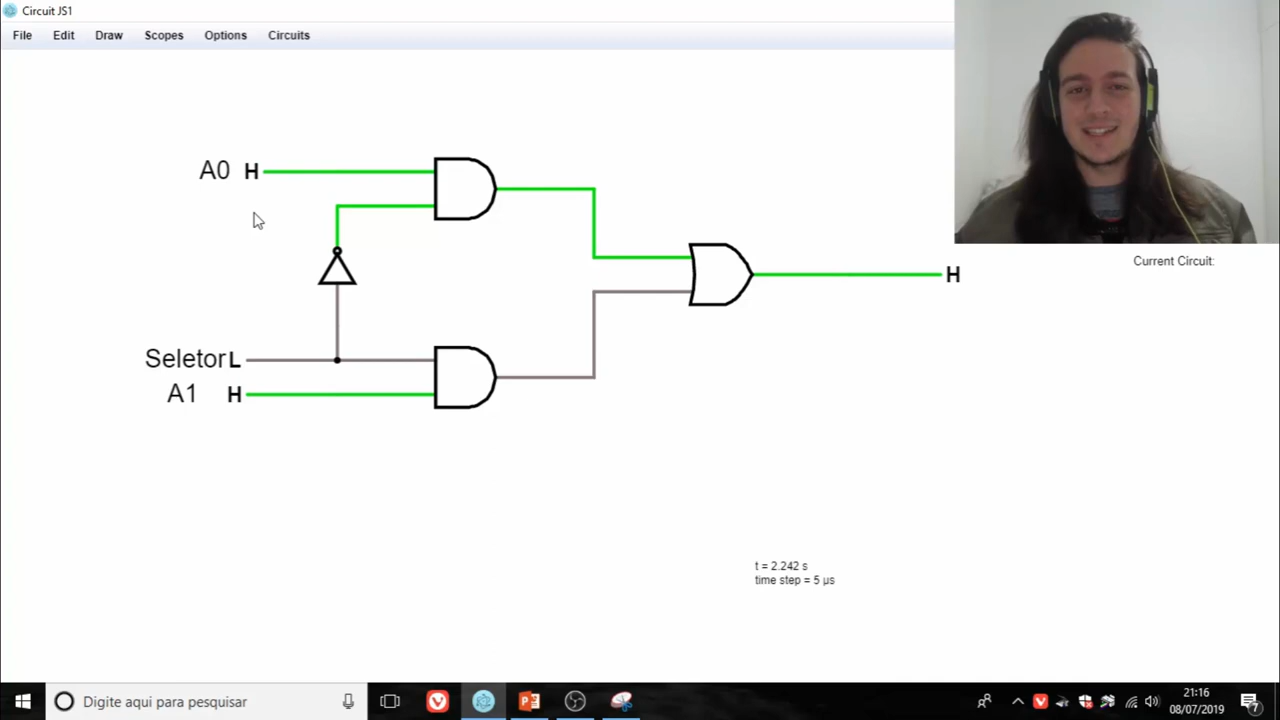 Circuit JS1
File Edit Draw Scopes Options Circuits
A0 H
H
Current Circuit:
Seletor L
A1 H
t = 2.242 s
time step = 5 µs
Digite aqui para pesquisar
21:16
08/07/2019
7